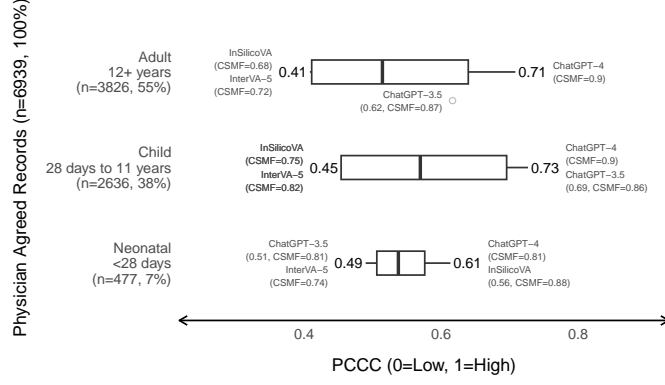 Physician Agreed Records (n=6939, 100%)
Adult
12+ years
(n=3826, 55%)
InSilicoVA
(CSMF=0.68)
InterVA-5
(CSMF=0.72)
0.41
0.71
ChatGPT-4
(CSMF=0.9)
ChatGPT-3.5
(0.62, CSMF=0.87)
Child
28 days to 11 years
(n=2636, 38%)
InSilicoVA
(CSMF=0.75)
InterVA-5
(CSMF=0.82)
0.45
0.73
ChatGPT-4
(CSMF=0.9)
ChatGPT-3.5
(0.69, CSMF=0.86)
Neonatal
<28 days
(n=477, 7%)
ChatGPT-3.5
(0.51, CSMF=0.81)
InterVA-5
(CSMF=0.74)
0.49
0.61
ChatGPT-4
(CSMF=0.81)
InSilicoVA
(0.56, CSMF=0.88)
0.4 0.6 0.8
PCCC (0=Low, 1=High)